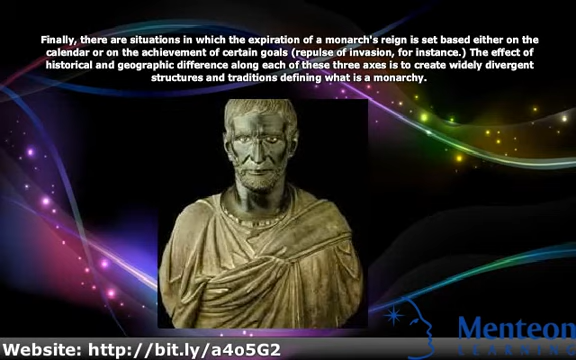 Finally, there are situations in which the expiration of a monarch's reign is set based either on the
calendar or on the achievement of certain goals (repulse of invasion, for instance.) The effect of
historical and geographic difference along each of these three axes is to create widely divergent
structures and traditions defining what is a monarchy.
Website: http://bit.ly/a4o5G2
Menteon
LEARNING